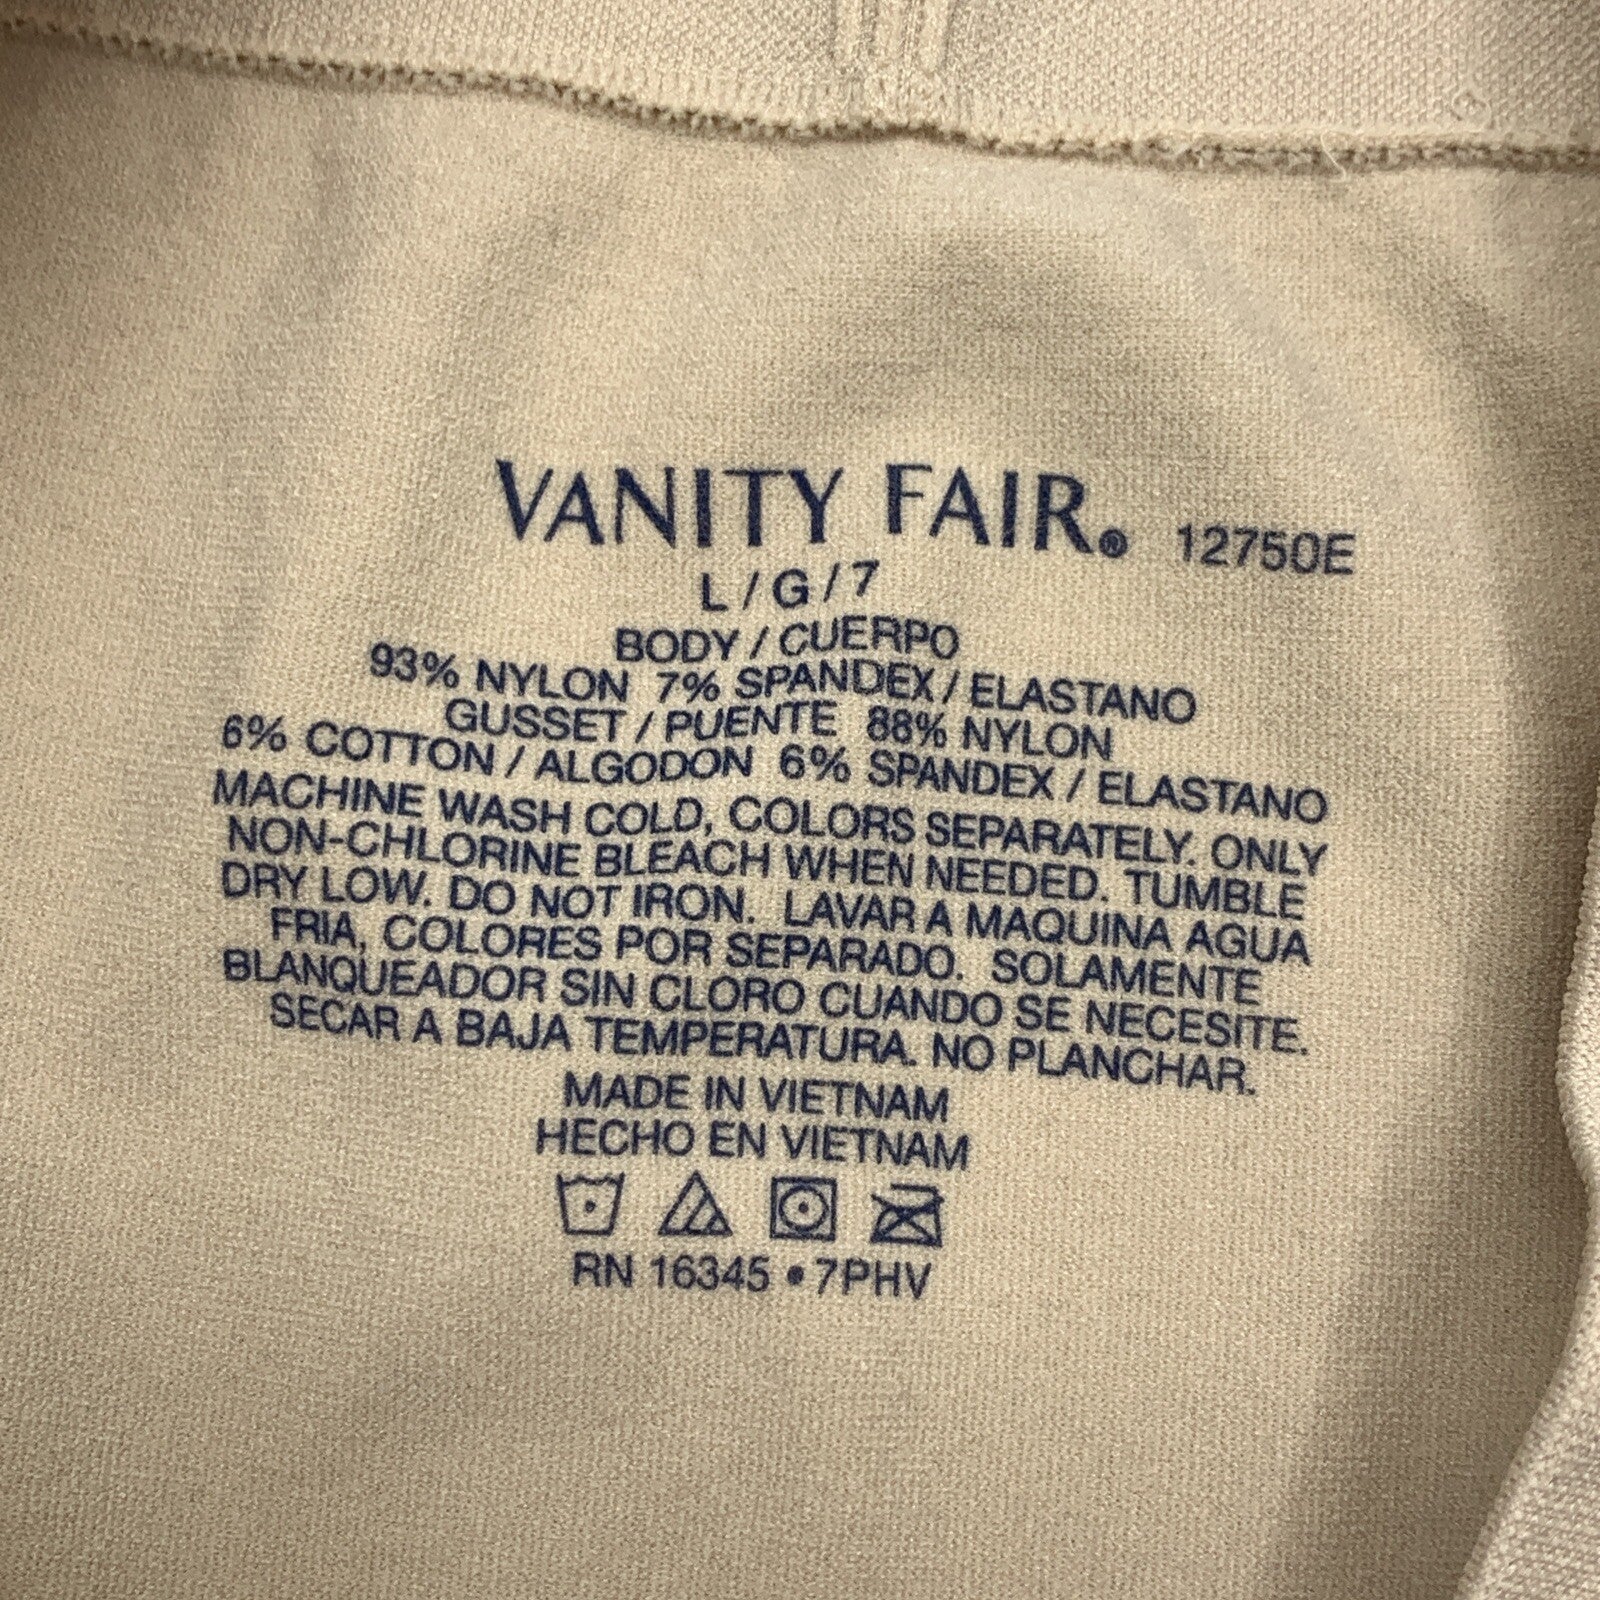 VANITY FAIR® 12750E
L / G / 7
BODY / CUERPO
93% NYLON 7% SPANDEX / ELASTANO
GUSSET / PUENTE 88% NYLON
6% COTTON / ALGODON 6% SPANDEX / ELASTANO
MACHINE WASH COLD, COLORS SEPARATELY. ONLY
NON-CHLORINE BLEACH WHEN NEEDED. TUMBLE
DRY LOW. DO NOT IRON. LAVAR A MAQUINA AGUA
FRIA, COLORES POR SEPARADO. SOLAMENTE
BLANQUEADOR SIN CLORO CUANDO SE NECESITE.
SECAR A BAJA TEMPERATURA. NO PLANCHAR.
MADE IN VIETNAM
HECHO EN VIETNAM
RN 16345 • 7PHV